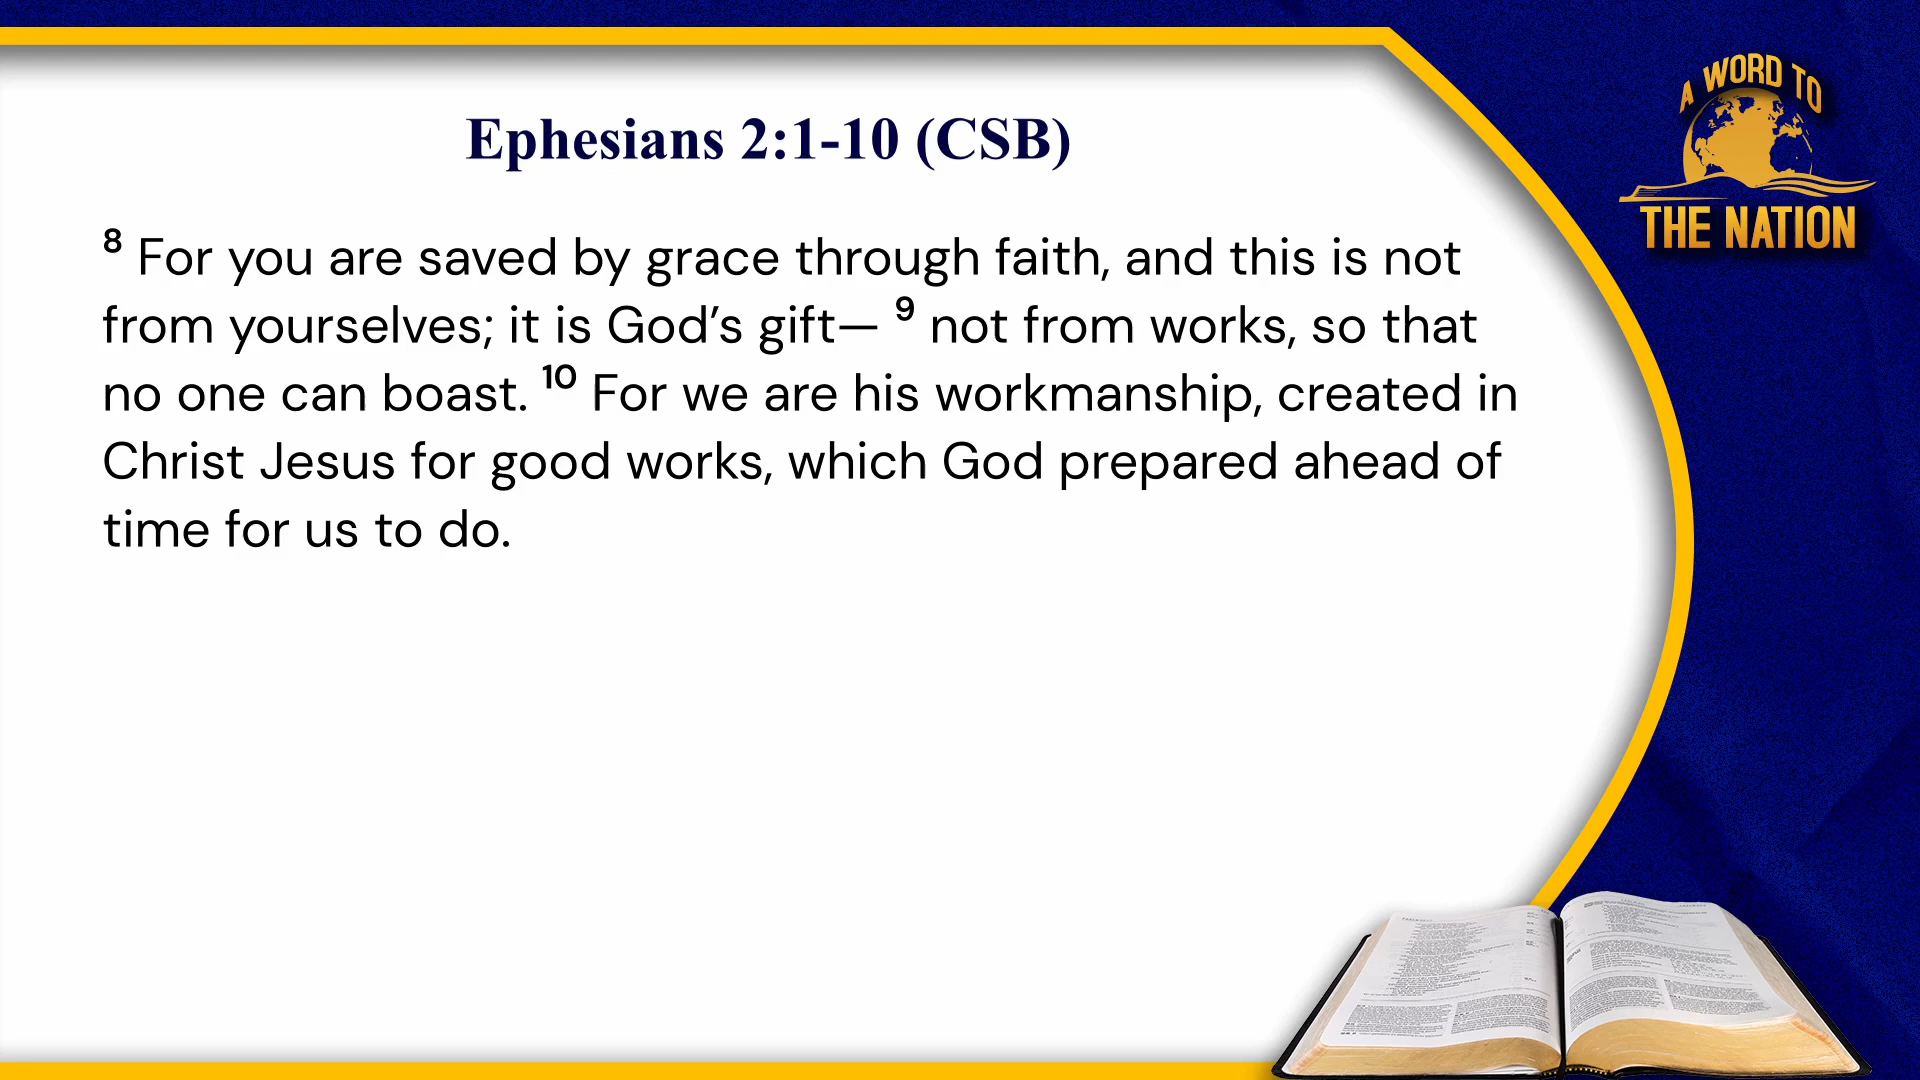 A WORD TO
THE NATION
Ephesians 2:1-10 (CSB)
⁸ For you are saved by grace through faith, and this is not
from yourselves; it is God’s gift— ⁹ not from works, so that
no one can boast. ¹⁰ For we are his workmanship, created in
Christ Jesus for good works, which God prepared ahead of
time for us to do.